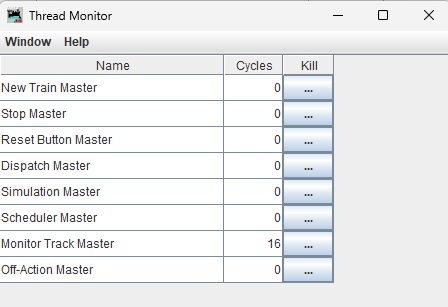 Thread Monitor
Window Help
Name Cycles Kill
New Train Master 0 ...
Stop Master 0 ...
Reset Button Master 0 ...
Dispatch Master 0 ...
Simulation Master 0 ...
Scheduler Master 0 ...
Monitor Track Master 16 ...
Off-Action Master 0 ...